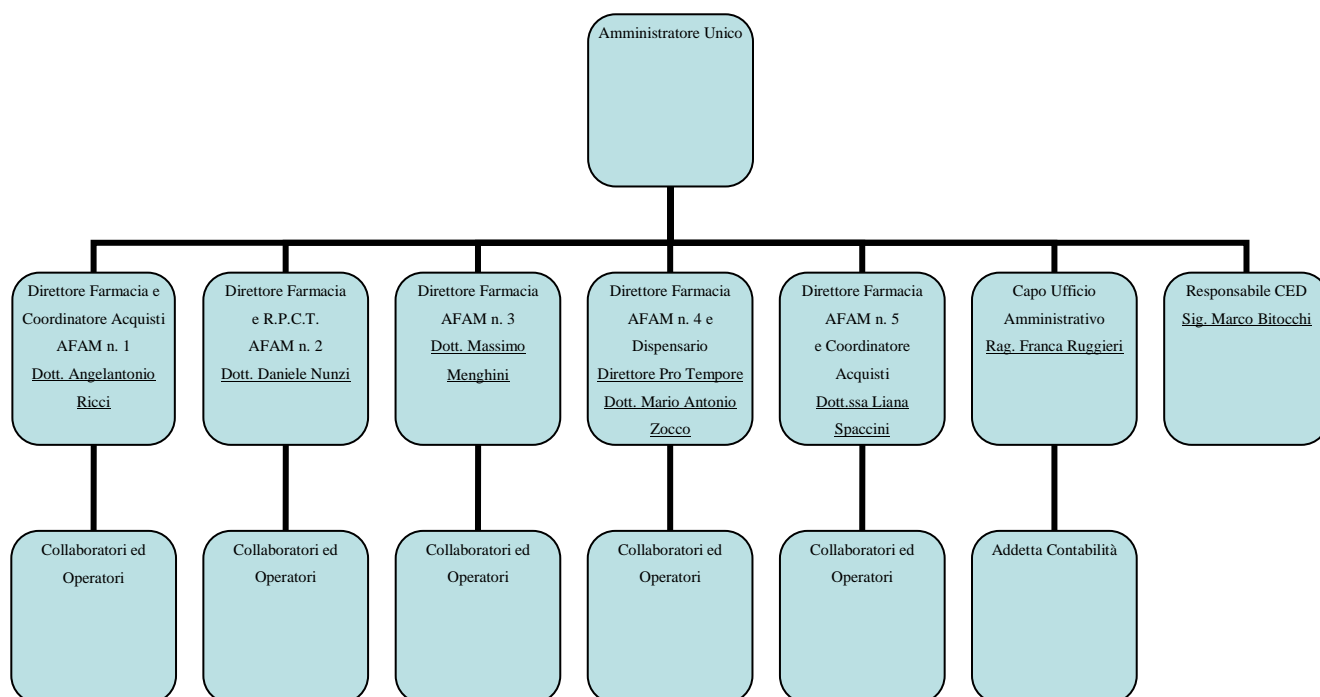 Amministratore Unico
Direttore Farmacia e
Coordinatore Acquisti
AFAM n. 1
Dott. Angelantonio
Ricci
Direttore Farmacia
e R.P.C.T.
AFAM n. 2
Dott. Daniele Nunzi
Direttore Farmacia
AFAM n. 3
Dott. Massimo
Menghini
Direttore Farmacia
AFAM n. 4 e
Dispensario
Direttore Pro Tempore
Dott. Mario Antonio
Zocco
Direttore Farmacia
AFAM n. 5
e Coordinatore
Acquisti
Dott.ssa Liana
Spaccini
Capo Ufficio
Amministrativo
Rag. Franca Ruggieri
Responsabile CED
Sig. Marco Bitocchi
Collaboratori ed
Operatori
Collaboratori ed
Operatori
Collaboratori ed
Operatori
Collaboratori ed
Operatori
Collaboratori ed
Operatori
Addetta Contabilità